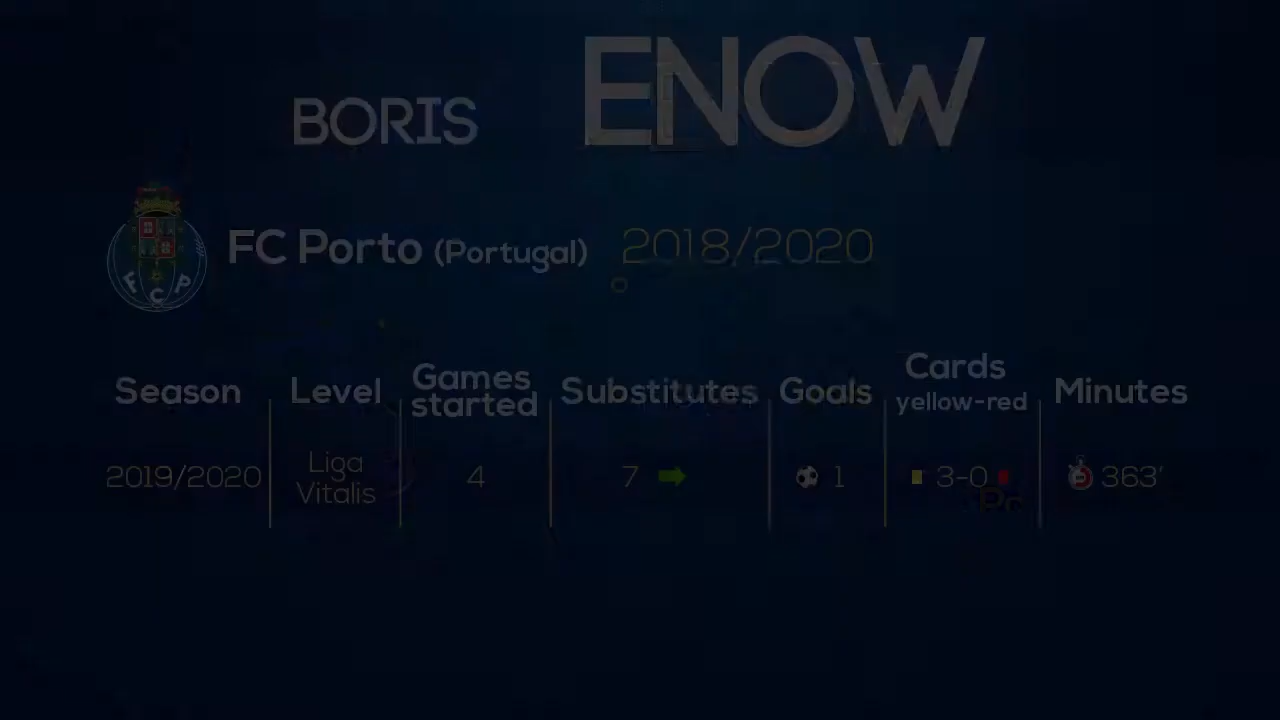 BORIS ENOW
FCP
FC Porto (Portugal) 2018/2020
Season Level Games started Substitutes Goals Cards yellow-red Minutes
2019/2020 Liga Vitalis 4 7 1 3-0 363'